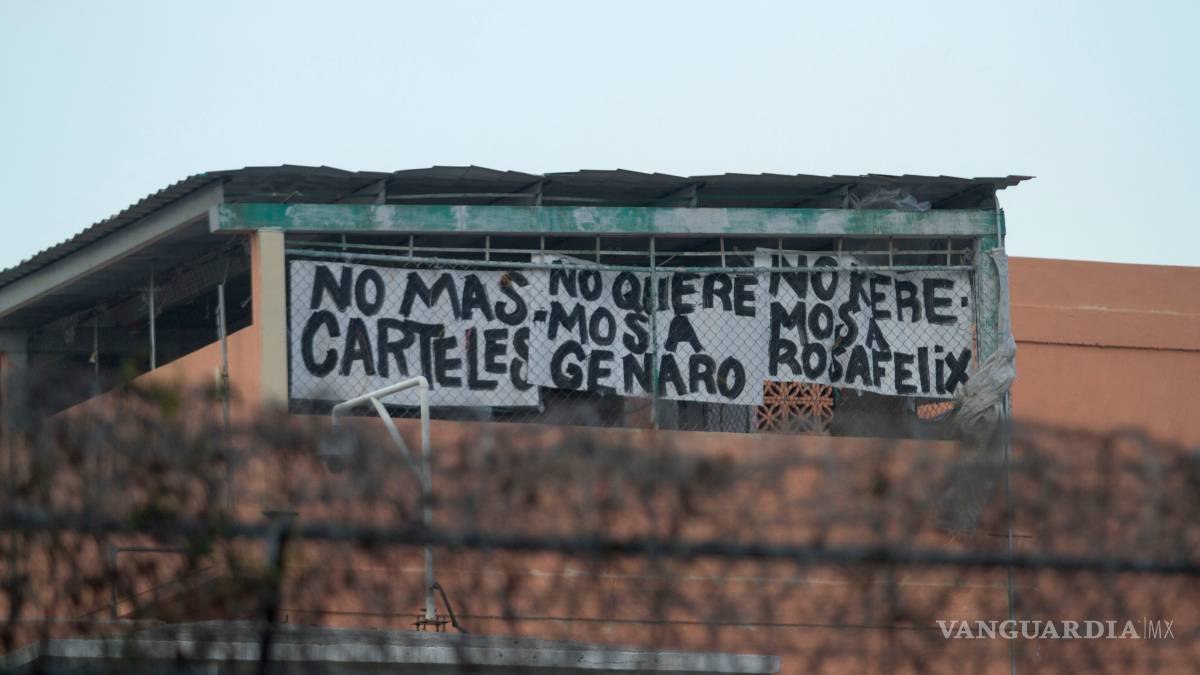 NO MAS
CARTELES
NO QUERE
-MOS A
GENARO
NO KERE-
MOS A
ROSAFELIX
VANGUARDIA|MX